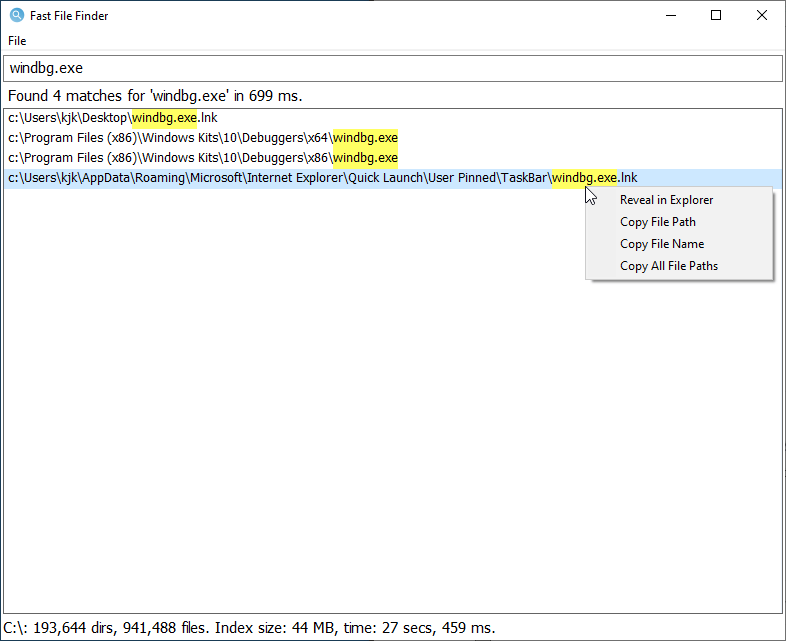 Fast File Finder
File
windbg.exe
Found 4 matches for 'windbg.exe' in 699 ms.
c:\Users\kjk\Desktop\windbg.exe.lnk
c:\Program Files (x86)\Windows Kits\10\Debuggers\x64\windbg.exe
c:\Program Files (x86)\Windows Kits\10\Debuggers\x86\windbg.exe
c:\Users\kjk\AppData\Roaming\Microsoft\Internet Explorer\Quick Launch\User Pinned\TaskBar\windbg.exe.lnk
Reveal in Explorer
Copy File Path
Copy File Name
Copy All File Paths
C:\: 193,644 dirs, 941,488 files. Index size: 44 MB, time: 27 secs, 459 ms.